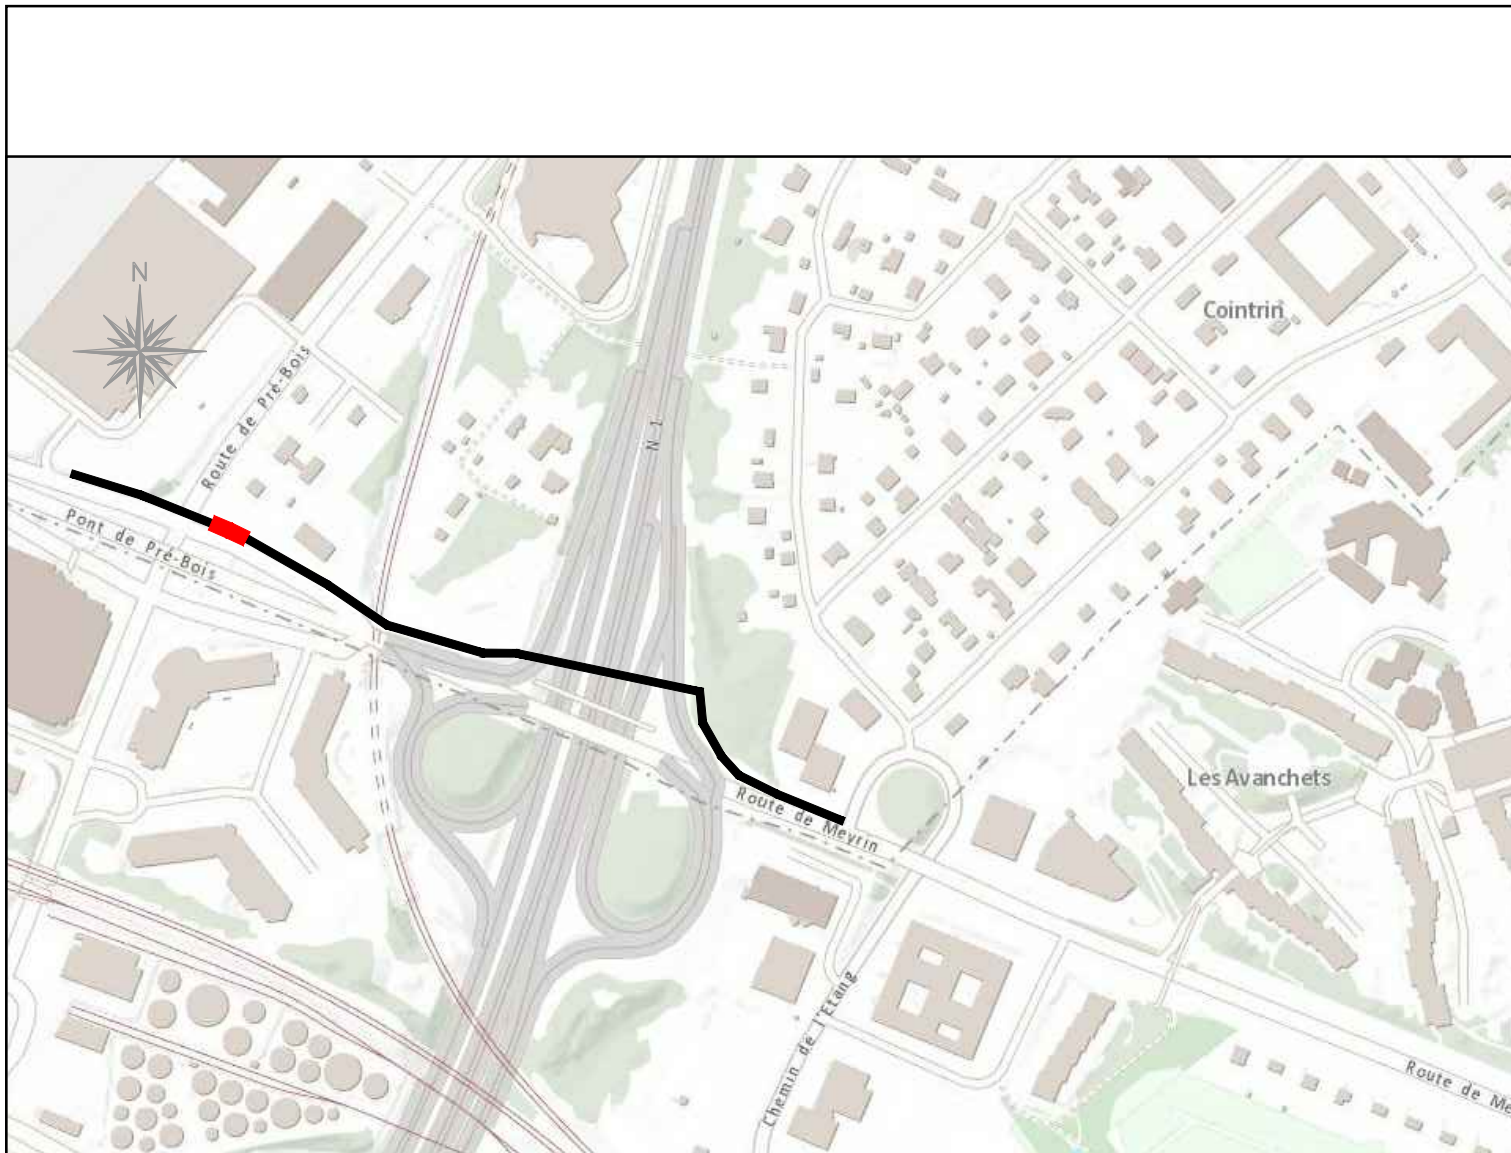 N
Cointrin
Route de Pré-Bois
N 1
Pont de Pré-Bois
Les Avanchets
Route de Meyrin
Chemin de l'Etang
Route de Me